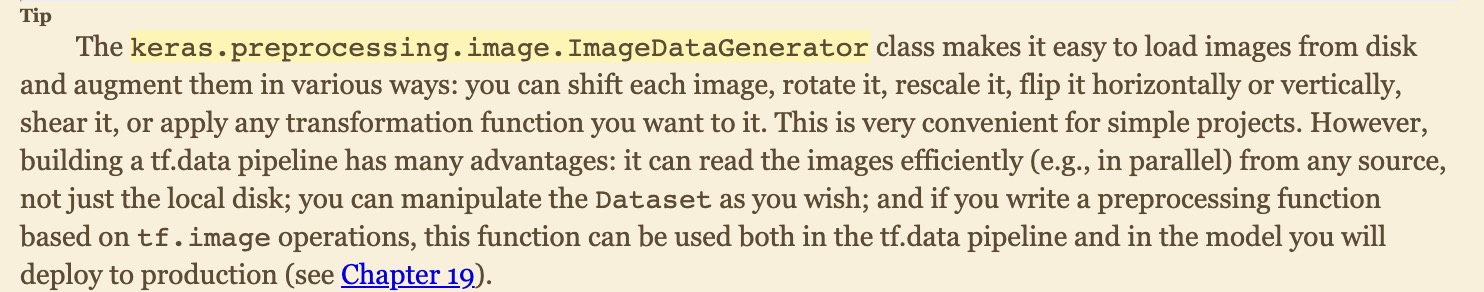 Tip
The keras.preprocessing.image.ImageDataGenerator class makes it easy to load images from disk
and augment them in various ways: you can shift each image, rotate it, rescale it, flip it horizontally or vertically,
shear it, or apply any transformation function you want to it. This is very convenient for simple projects. However,
building a tf.data pipeline has many advantages: it can read the images efficiently (e.g., in parallel) from any source,
not just the local disk; you can manipulate the Dataset as you wish; and if you write a preprocessing function
based on tf.image operations, this function can be used both in the tf.data pipeline and in the model you will
deploy to production (see Chapter 19).